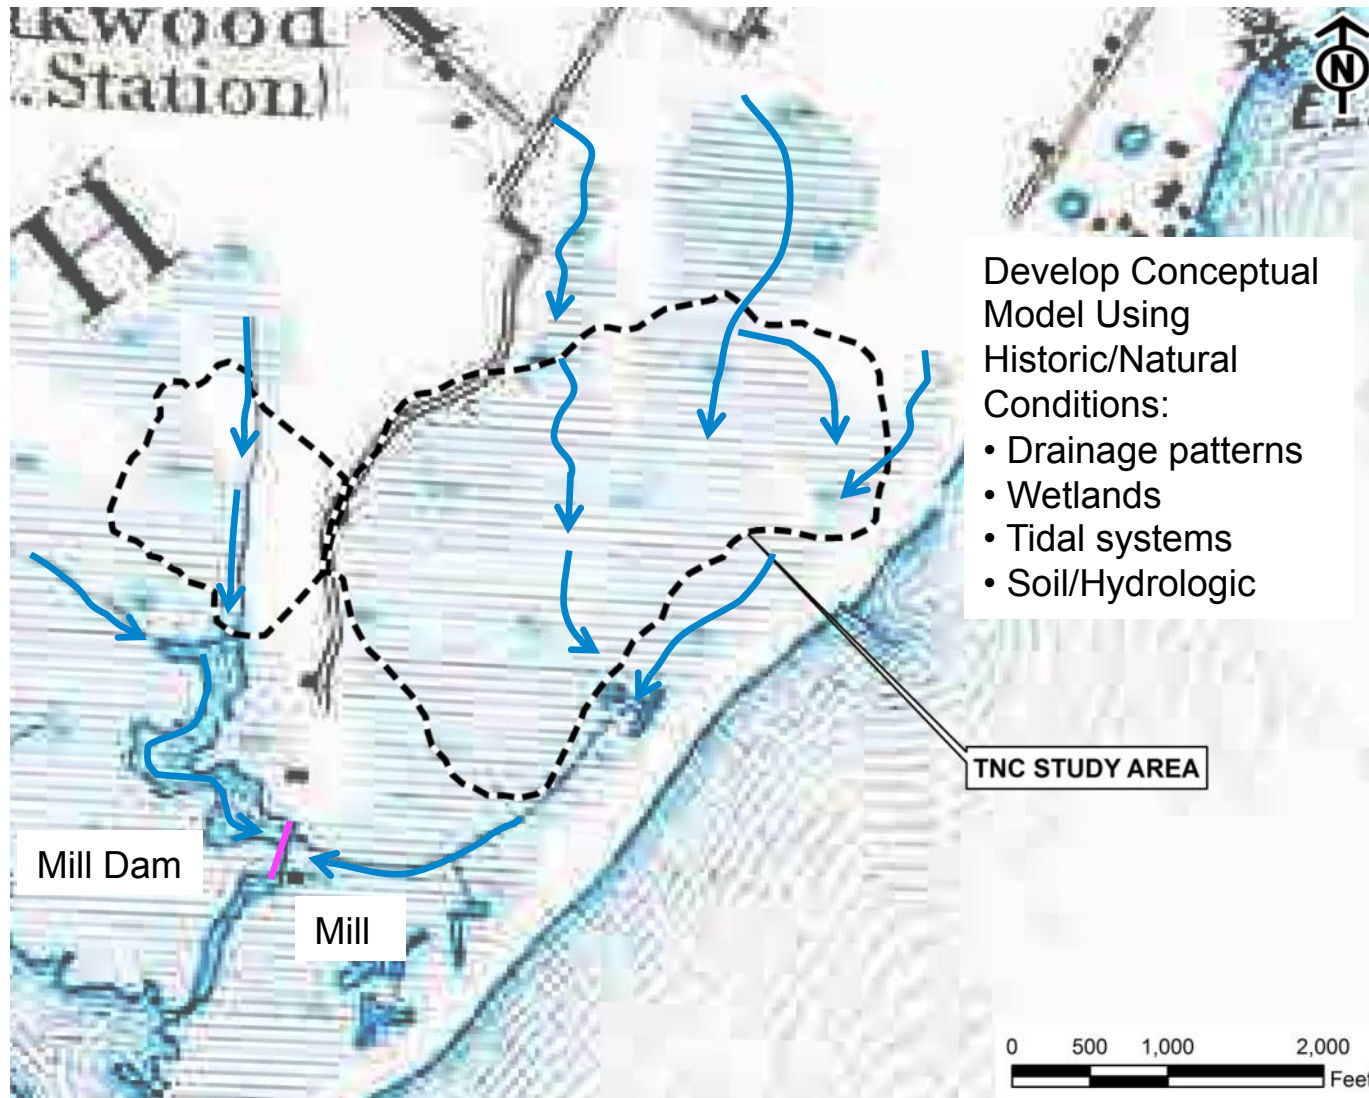 Station)
H
N
Develop Conceptual
Model Using
Historic/Natural
Conditions:
• Drainage patterns
• Wetlands
• Tidal systems
• Soil/Hydrologic
TNC STUDY AREA
Mill Dam
Mill
0 500 1,000 2,000
Feet